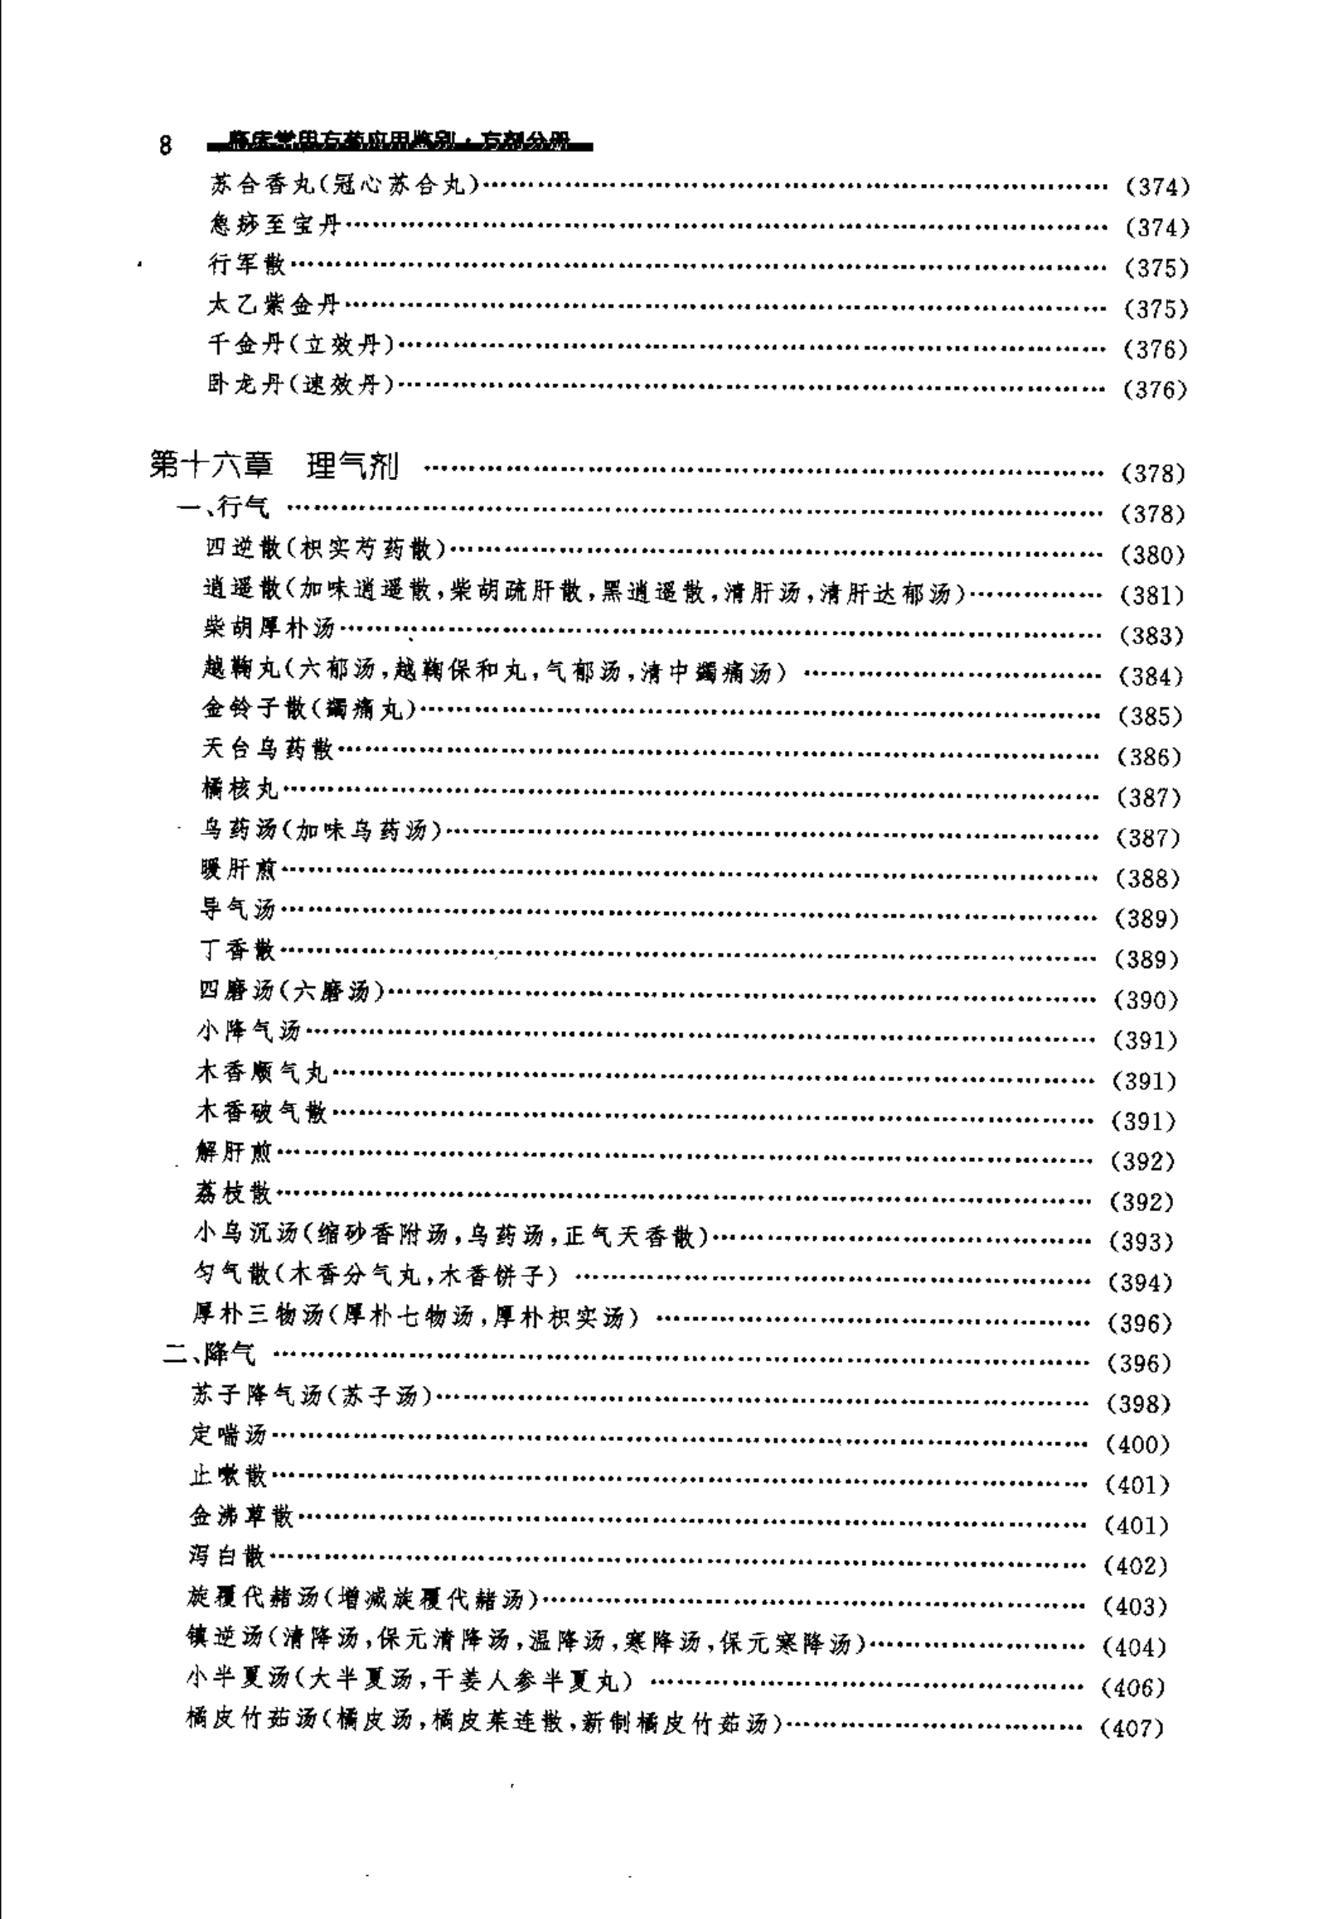 8 临床常用方药应用鉴别·方剂分册
苏合香丸(冠心苏合丸)…………(374)
急痧至宝丹…………(374)
行军散…………(375)
太乙紫金丹…………(375)
千金丹(立效丹)…………(376)
卧龙丹(速效丹)…………(376)
第十六章 理气剂…………(378)
一、行气…………(378)
四逆散(枳实芍药散)…………(380)
逍遥散(加味逍遥散,柴胡疏肝散,黑逍遥散,清肝汤,清肝达郁汤)…………(381)
柴胡厚朴汤…………(383)
越鞠丸(六郁汤,越鞠保和丸,气郁汤,清中蠲痛汤)…………(384)
金铃子散(蠲痛丸)…………(385)
天台乌药散…………(386)
橘核丸…………(387)
乌药汤(加味乌药汤)…………(387)
暖肝煎…………(388)
导气汤…………(389)
丁香散…………(389)
四磨汤(六磨汤)…………(390)
小降气汤…………(391)
木香顺气丸…………(391)
木香破气散…………(391)
解肝煎…………(392)
荔枝散…………(392)
小乌沉汤(缩砂香附汤,乌药汤,正气天香散)…………(393)
匀气散(木香分气丸,木香饼子)…………(394)
厚朴三物汤(厚朴七物汤,厚朴枳实汤)…………(396)
二、降气…………(396)
苏子降气汤(苏子汤)…………(398)
定喘汤…………(400)
止嗽散…………(401)
金沸草散…………(401)
泻白散…………(402)
旋覆代赭汤(增减旋覆代赭汤)…………(403)
镇逆汤(清降汤,保元清降汤,温降汤,寒降汤,保元寒降汤)…………(404)
小半夏汤(大半夏汤,干姜人参半夏丸)…………(406)
橘皮竹茹汤(橘皮汤,橘皮茱连散,新制橘皮竹茹汤)…………(407)